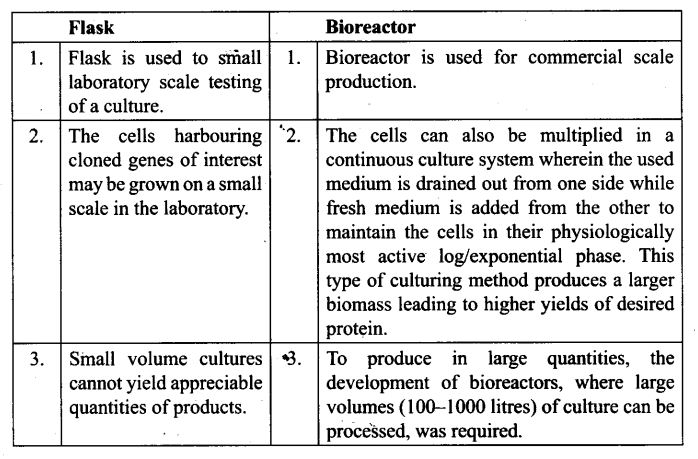 Flask Bioreactor
1. Flask is used to small
laboratory scale testing
of a culture.
1. Bioreactor is used for commercial scale
production.
2. The cells harbouring
cloned genes of interest
may be grown on a small
scale in the laboratory.
2. The cells can also be multiplied in a
continuous culture system wherein the used
medium is drained out from one side while
fresh medium is added from the other to
maintain the cells in their physiologically
most active log/exponential phase. This
type of culturing method produces a larger
biomass leading to higher yields of desired
protein.
3. Small volume cultures
cannot yield appreciable
quantities of products.
3. To produce in large quantities, the
development of bioreactors, where large
volumes (100–1000 litres) of culture can be
processed, was required.